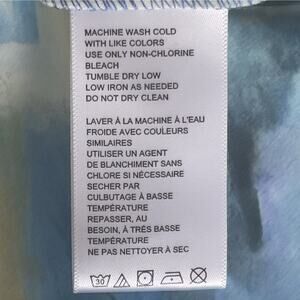 MACHINE WASH COLD
WITH LIKE COLORS
USE ONLY NON-CHLORINE
BLEACH
TUMBLE DRY LOW
LOW IRON AS NEEDED
DO NOT DRY CLEAN
LAVER À LA MACHINE À L'EAU
FROIDE AVEC COULEURS
SIMILAIRES
UTILISER UN AGENT
DE BLANCHIMENT SANS
CHLORE SI NÉCESSAIRE
SECHER PAR
CULBUTAGE À BASSE
TEMPÉRATURE
REPASSER, AU
BESOIN, À TRÈS BASSE
TEMPÉRATURE
NE PAS NETTOYER À SEC
30